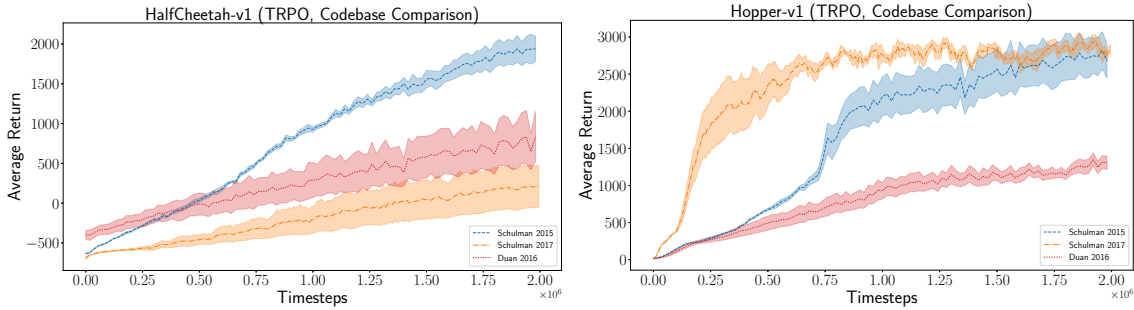 HalfCheetah-v1 (TRPO, Codebase Comparison)
Average Return
2000
1500
1000
500
0
−500
0.00 0.25 0.50 0.75 1.00 1.25 1.50 1.75 2.00
×10⁶
Timesteps
Schulman 2015
Schulman 2017
Duan 2016
Hopper-v1 (TRPO, Codebase Comparison)
Average Return
3000
2500
2000
1500
1000
500
0
0.00 0.25 0.50 0.75 1.00 1.25 1.50 1.75 2.00
×10⁶
Timesteps
Schulman 2015
Schulman 2017
Duan 2016